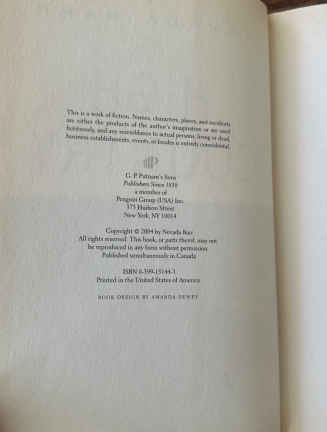 This is a work of fiction. Names, characters, places, and incidents
are either the products of the author's imagination or are used
fictitiously, and any resemblance to actual persons, living or dead,
business establishments, events, or locales is entirely coincidental.
G. P. Putnam's Sons
Publishers Since 1838
a member of
Penguin Group (USA) Inc.
375 Hudson Street
New York, NY 10014
Copyright © 2004 by Nevada Barr
All rights reserved. This book, or parts thereof, may not
be reproduced in any form without permission.
Published simultaneously in Canada
ISBN 0-399-15144-1
Printed in the United States of America
BOOK DESIGN BY AMANDA DEWEY